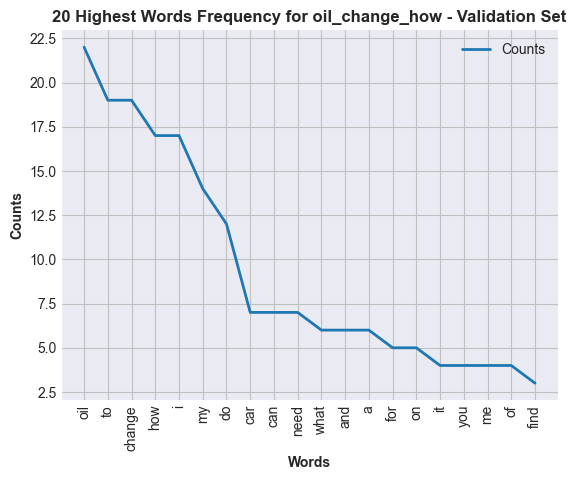 20 Highest Words Frequency for oil_change_how - Validation Set
Counts
22.5
20.0
17.5
15.0
12.5
10.0
7.5
5.0
2.5
Counts
oil
to
change
how
i
my
do
car
can
need
what
and
a
for
on
it
you
me
of
find
Words